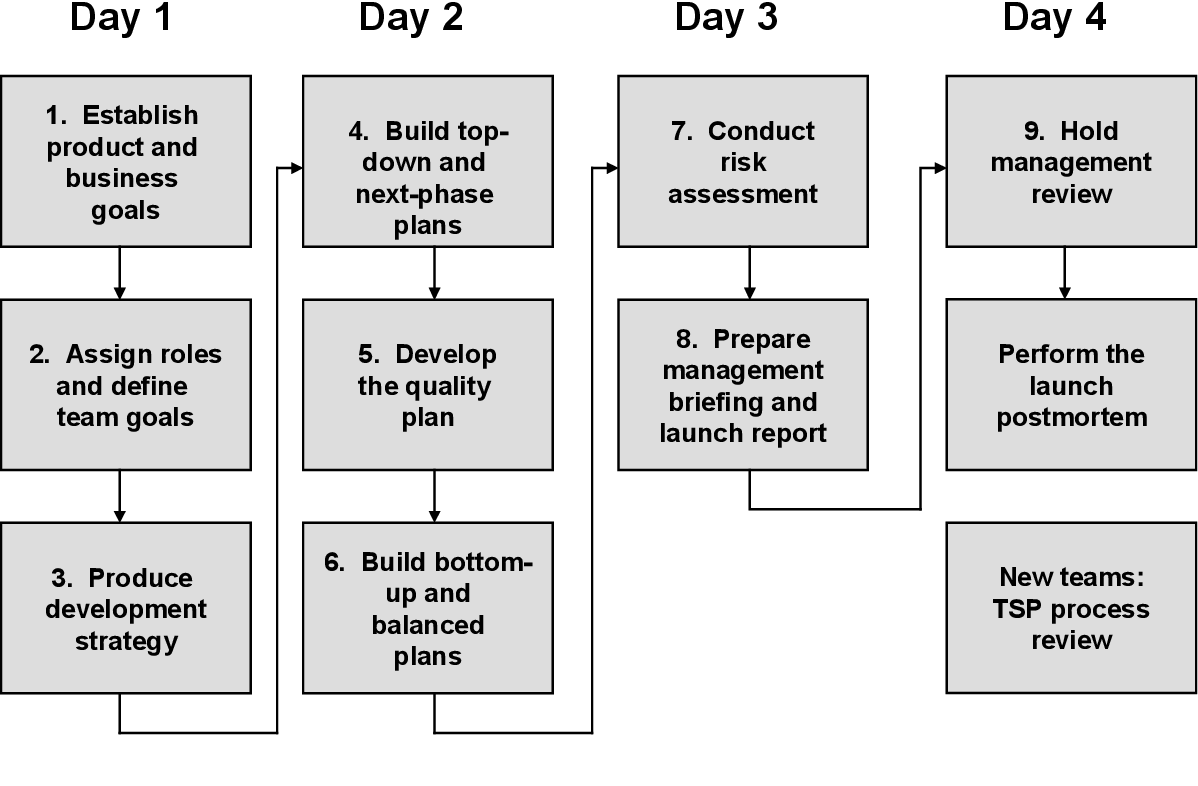 Day 1
Day 2
Day 3
Day 4
1. Establish
product and
business
goals
2. Assign roles
and define
team goals
3. Produce
development
strategy
4. Build top-
down and
next-phase
plans
5. Develop
the quality
plan
6. Build bottom-
up and
balanced
plans
7. Conduct
risk
assessment
8. Prepare
management
briefing and
launch report
9. Hold
management
review
Perform the
launch
postmortem
New teams:
TSP process
review